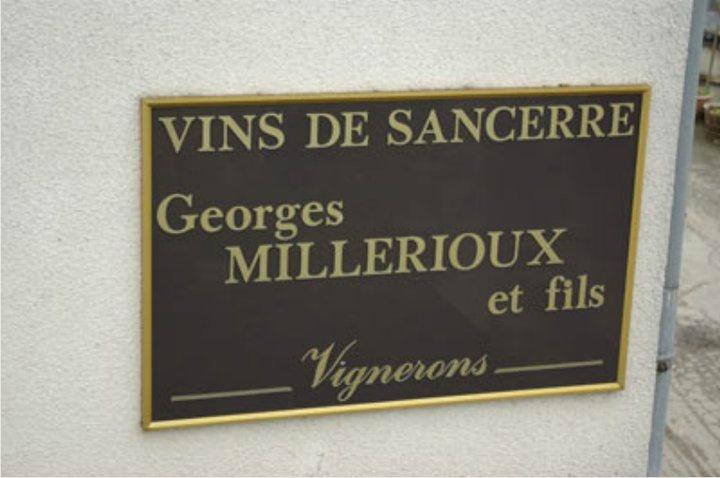 VINS DE SANCERRE
Georges
MILLERIOUX
et fils
Vignerons